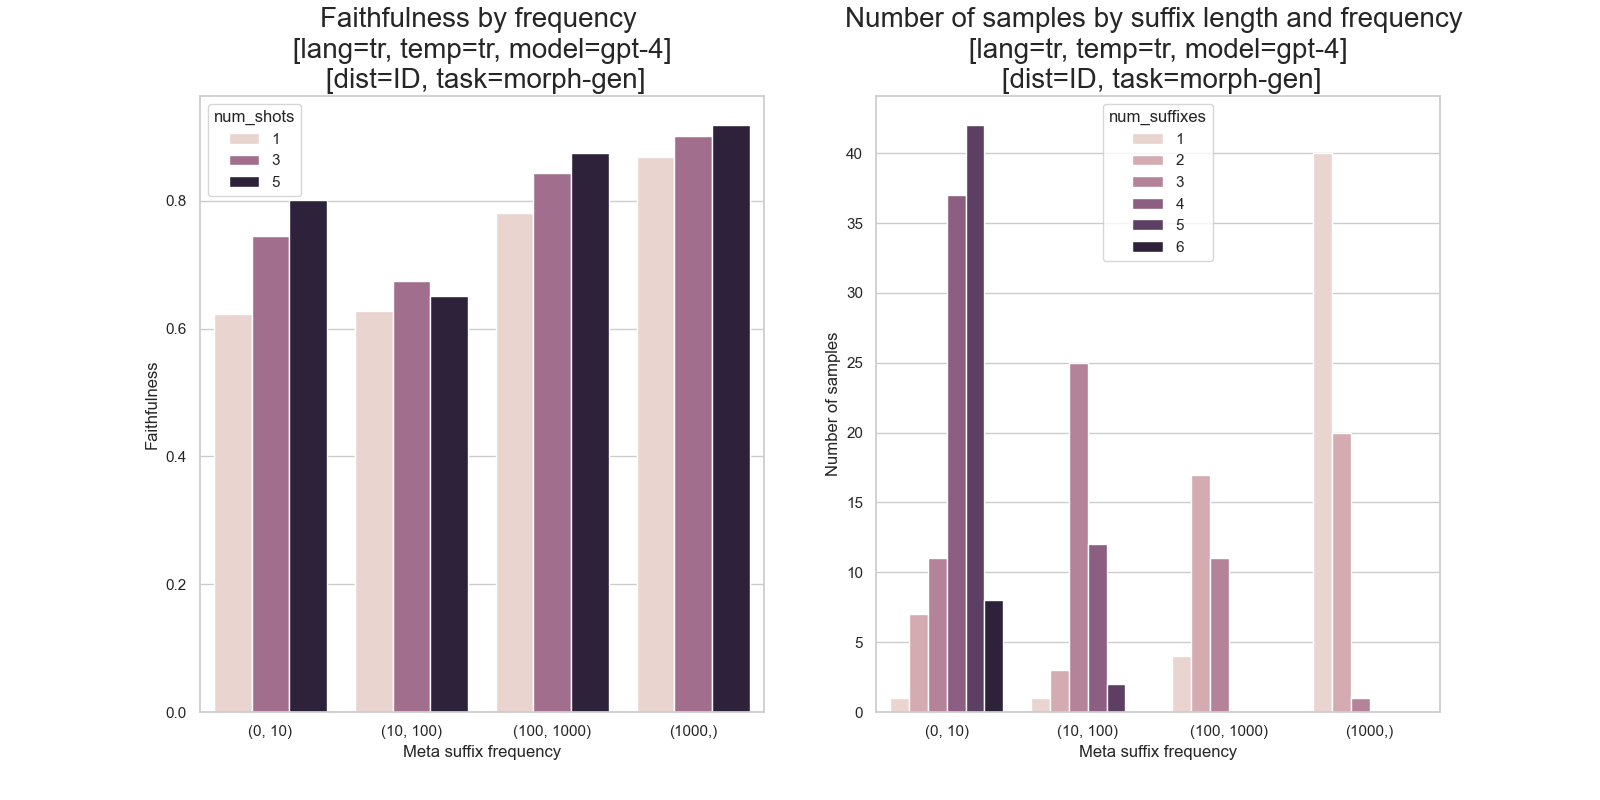 Faithfulness by frequency
[lang=tr, temp=tr, model=gpt-4]
[dist=ID, task=morph-gen]
num_shots
1
3
5
0.8
0.6
0.4
0.2
0.0
Faithfulness
(0, 10)
(10, 100)
(100, 1000)
(1000,)
Meta suffix frequency
Number of samples by suffix length and frequency
[lang=tr, temp=tr, model=gpt-4]
[dist=ID, task=morph-gen]
num_suffixes
1
2
3
4
5
6
40
35
30
25
20
15
10
5
0
Number of samples
(0, 10)
(10, 100)
(100, 1000)
(1000,)
Meta suffix frequency